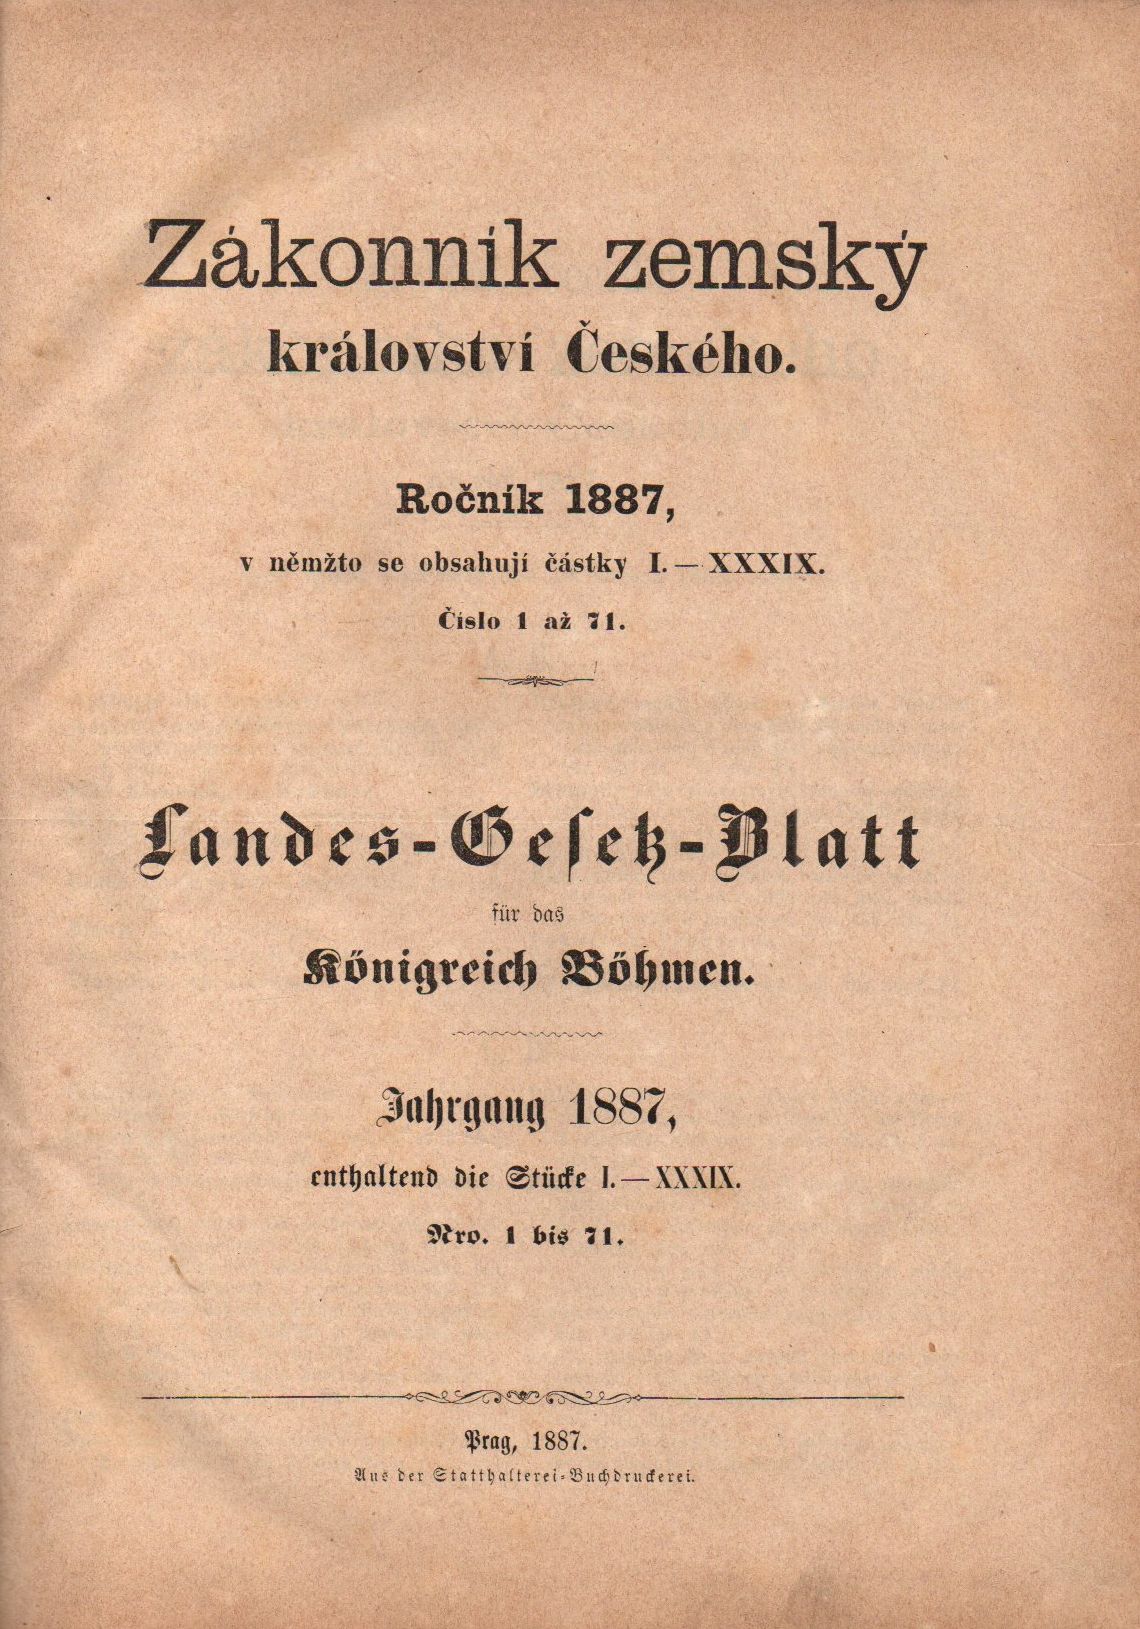 Zákonník zemský
království Českého.
Ročník 1887,
v němžto se obsahují částky I. — XXXIX.
Číslo 1 až 71.
Landes-Geſetz-Blatt
für das
Königreich Böhmen.
Jahrgang 1887,
enthaltend die Stücke I. — XXXIX.
Nro. 1 bis 71.
Prag, 1887.
Aus der Statthalterei-Buchdruckerei.